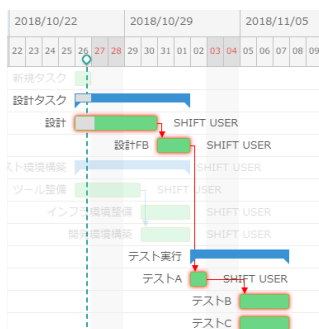 2018/10/22 2018/10/29 2018/11/05
22 23 24 25 26 27 28 29 30 31 01 02 03 04 05 06 07 08 09
新規タスク
設計タスク
設計 SHIFT USER
設計FB SHIFT USER
スト環境構築 SHIFT USER
ツール整備 SHIFT USER
インフラ環境整備 SHIFT USER
開発環境構築 SHIFT USER
テスト実行
テストA SHIFT USER
テストB
テストC